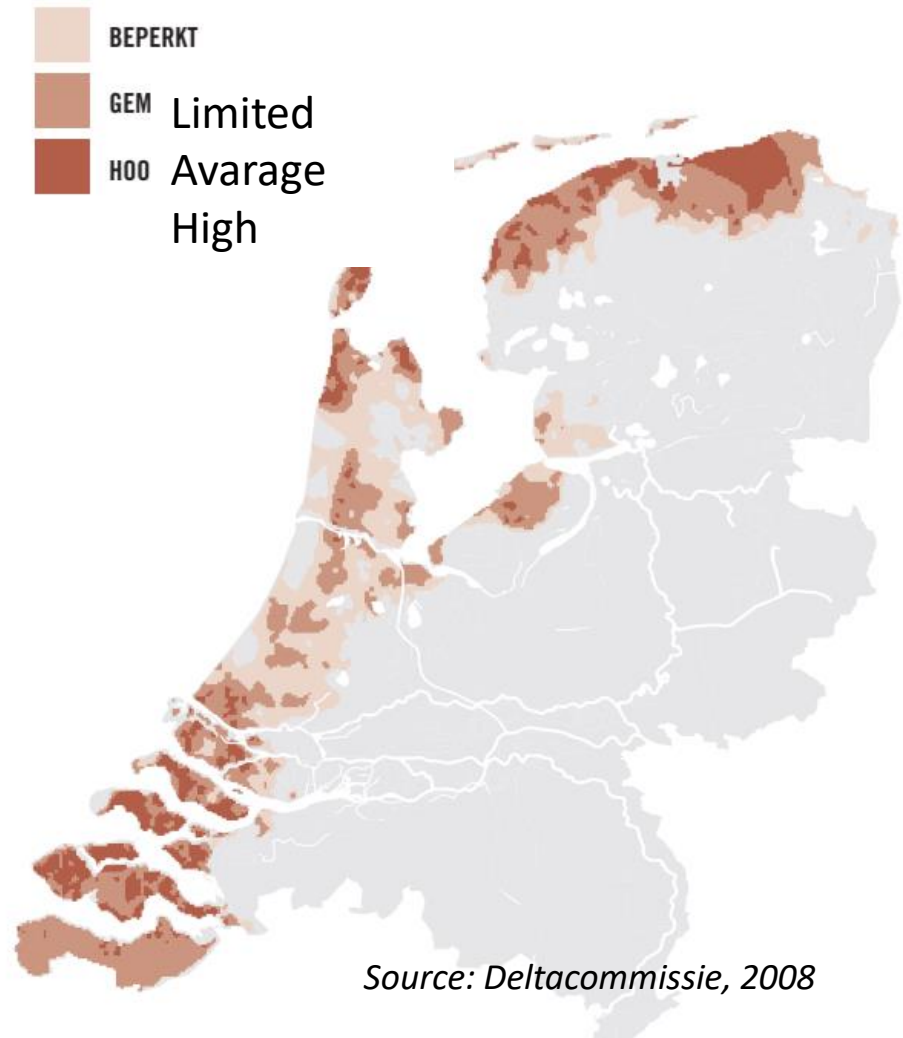 BEPERKT
GEM
HOO
Limited
Avarage
High
Source: Deltacommissie, 2008